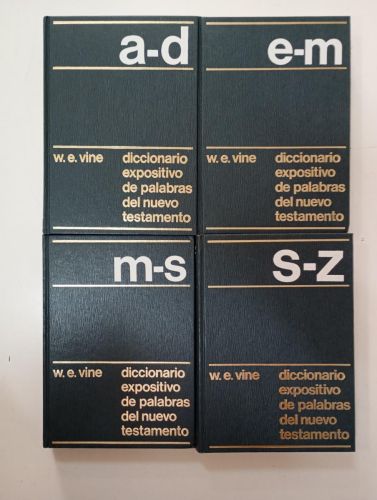 a-d
w. e. vine diccionario
expositivo
de palabras
del nuevo
testamento
e-m
w. e. vine diccionario
expositivo
de palabras
del nuevo
testamento
m-s
w. e. vine diccionario
expositivo
de palabras
del nuevo
testamento
s-z
w. e. vine diccionario
expositivo
de palabras
del nuevo
testamento